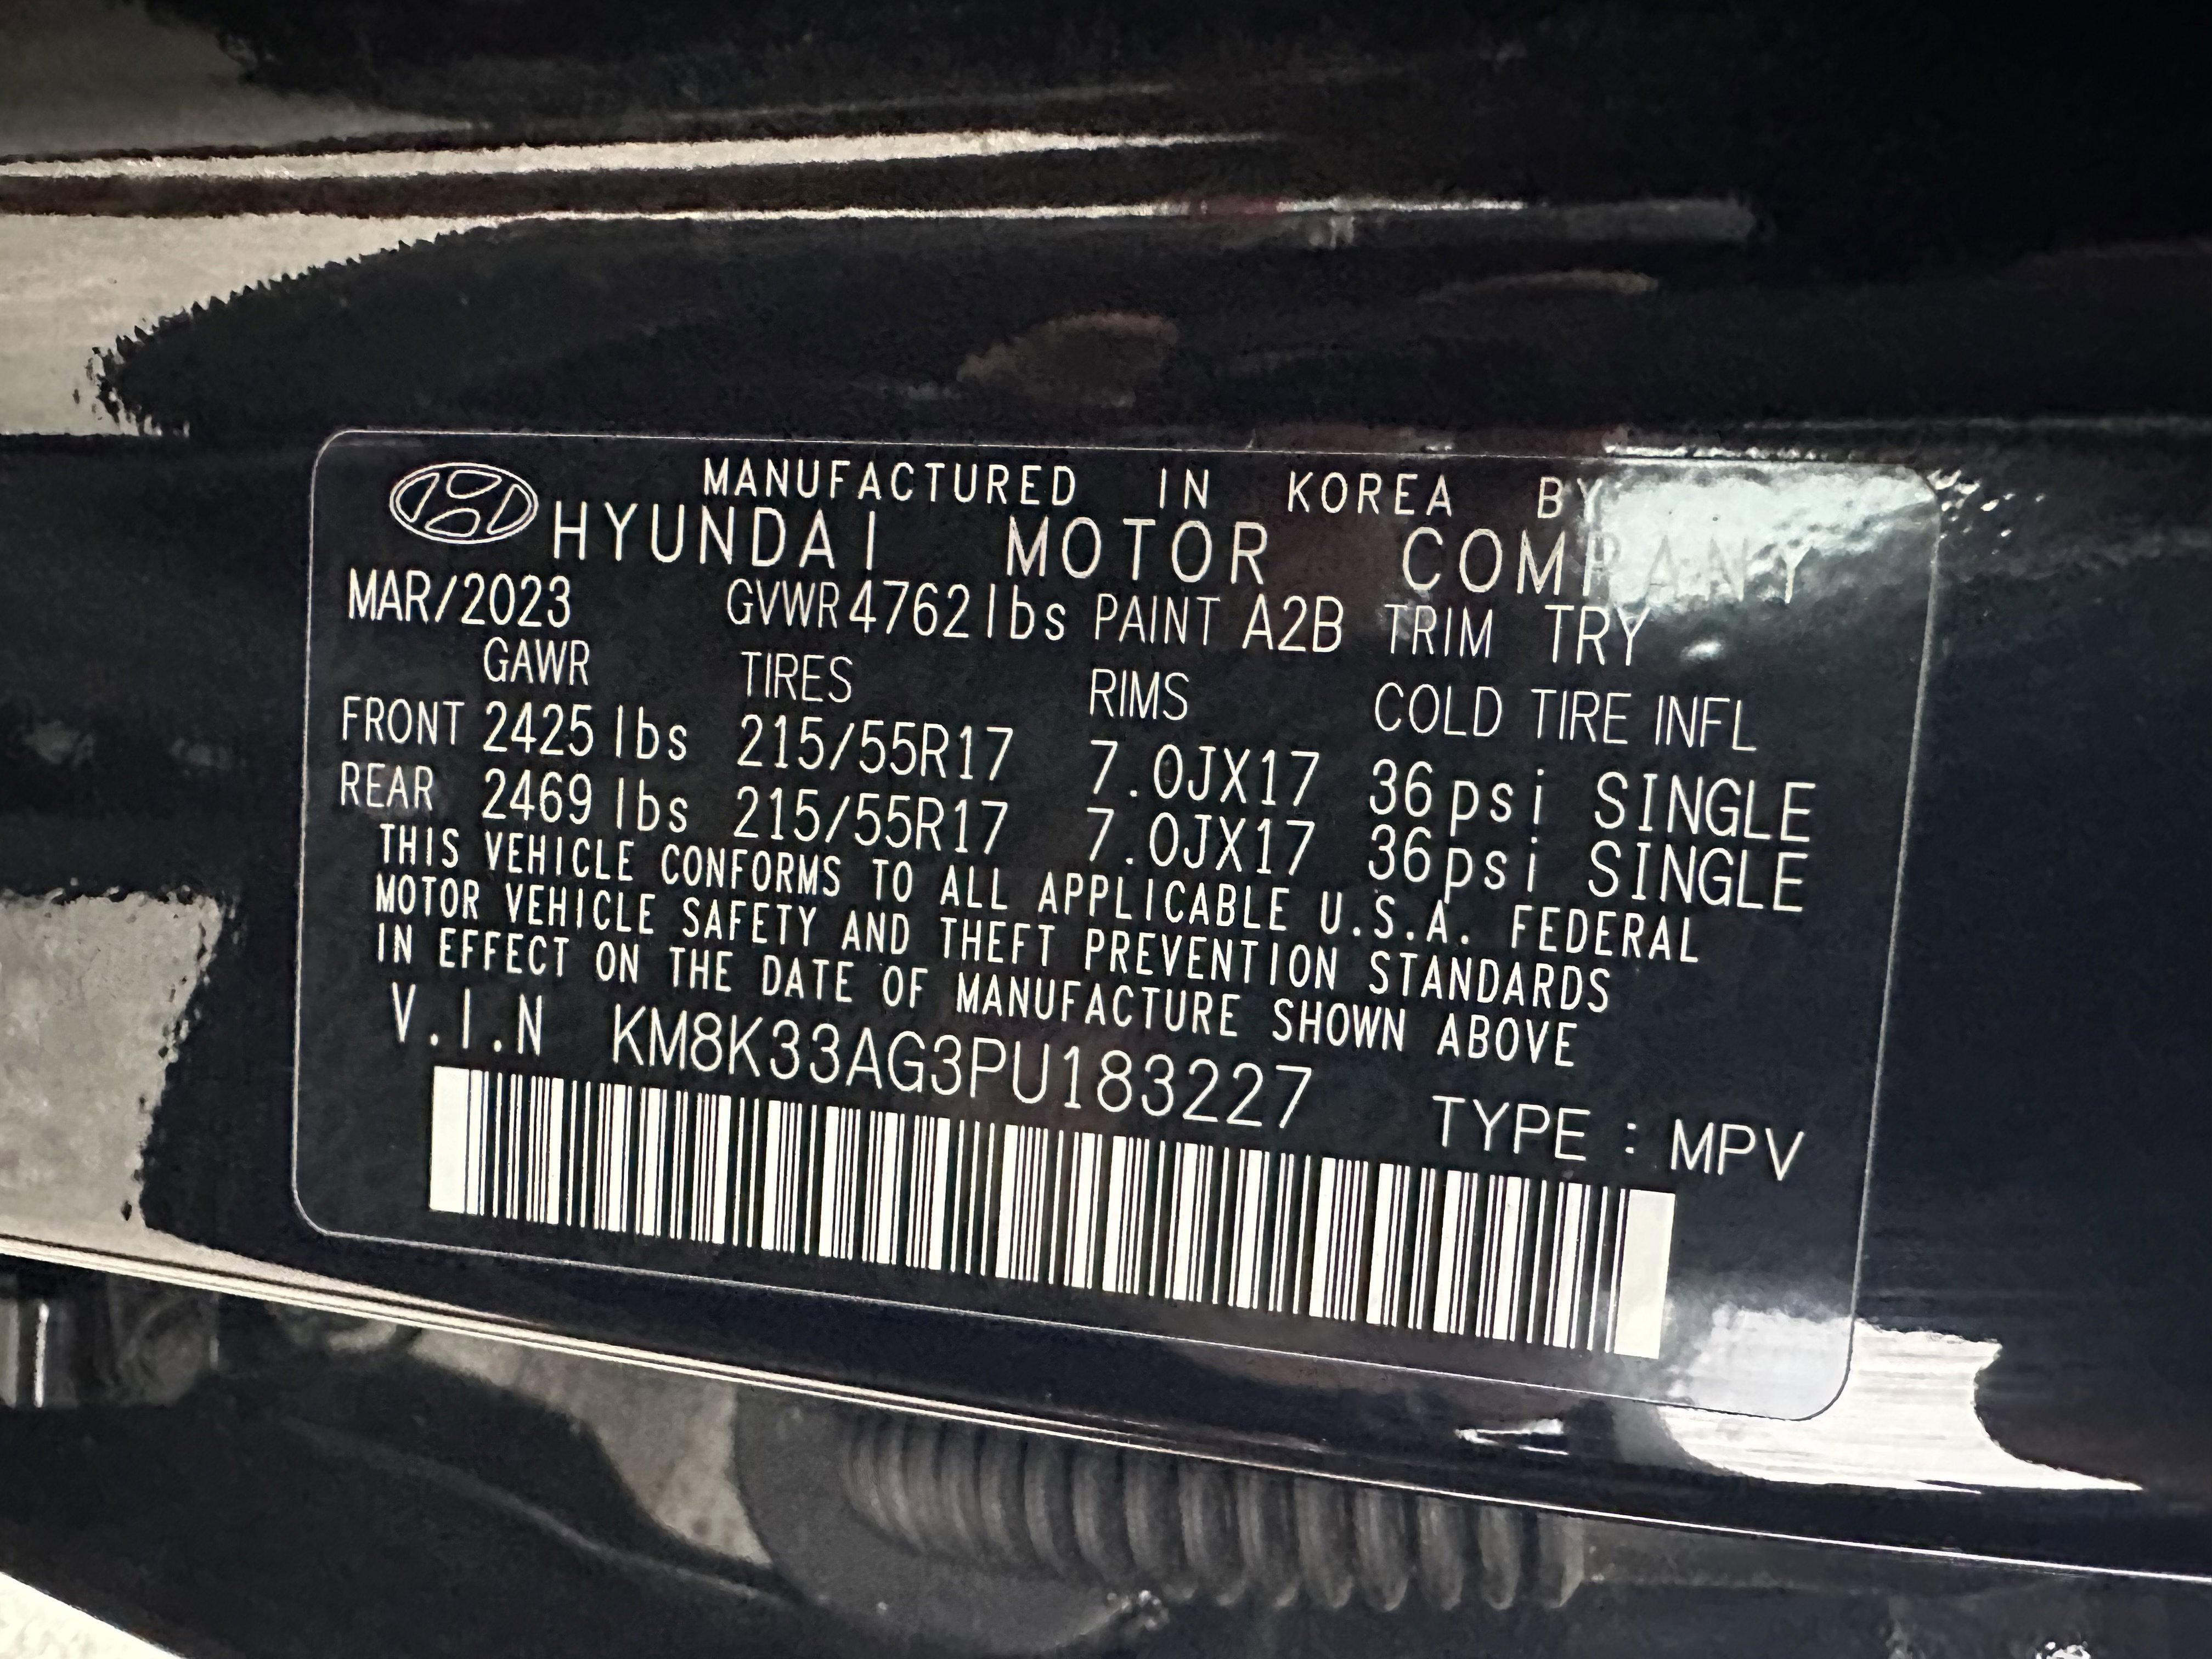 MANUFACTURED IN KOREA BY
HYUNDAI MOTOR COMPANY
MAR/2023 GVWR 4762 lbs PAINT A2B TRIM TRY
GAWR TIRES RIMS COLD TIRE INFL
FRONT 2425 lbs 215/55R17 7.0JX17 36psi SINGLE
REAR 2469 lbs 215/55R17 7.0JX17 36psi SINGLE
THIS VEHICLE CONFORMS TO ALL APPLICABLE U.S.A. FEDERAL
MOTOR VEHICLE SAFETY AND THEFT PREVENTION STANDARDS
IN EFFECT ON THE DATE OF MANUFACTURE SHOWN ABOVE
V.I.N KM8K33AG3PU183227
TYPE : MPV